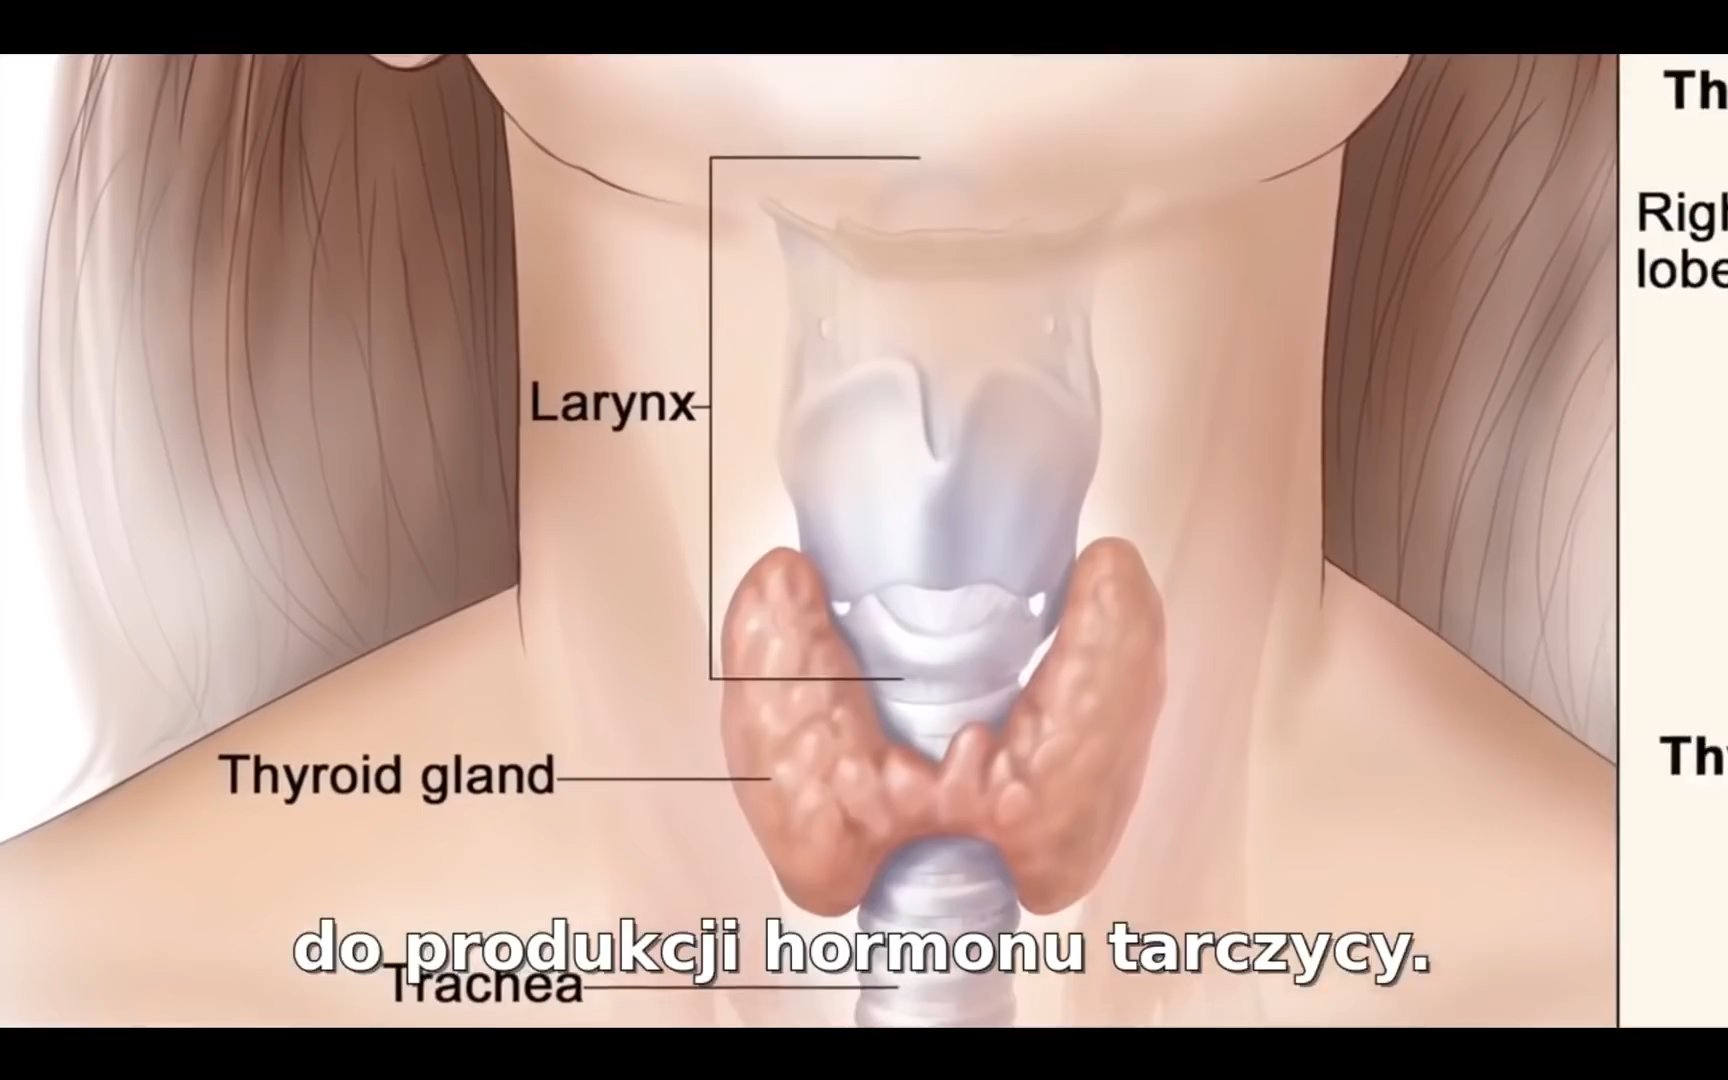 Larynx
Thyroid gland
do produkcji hormonu tarczycy.
Trachea